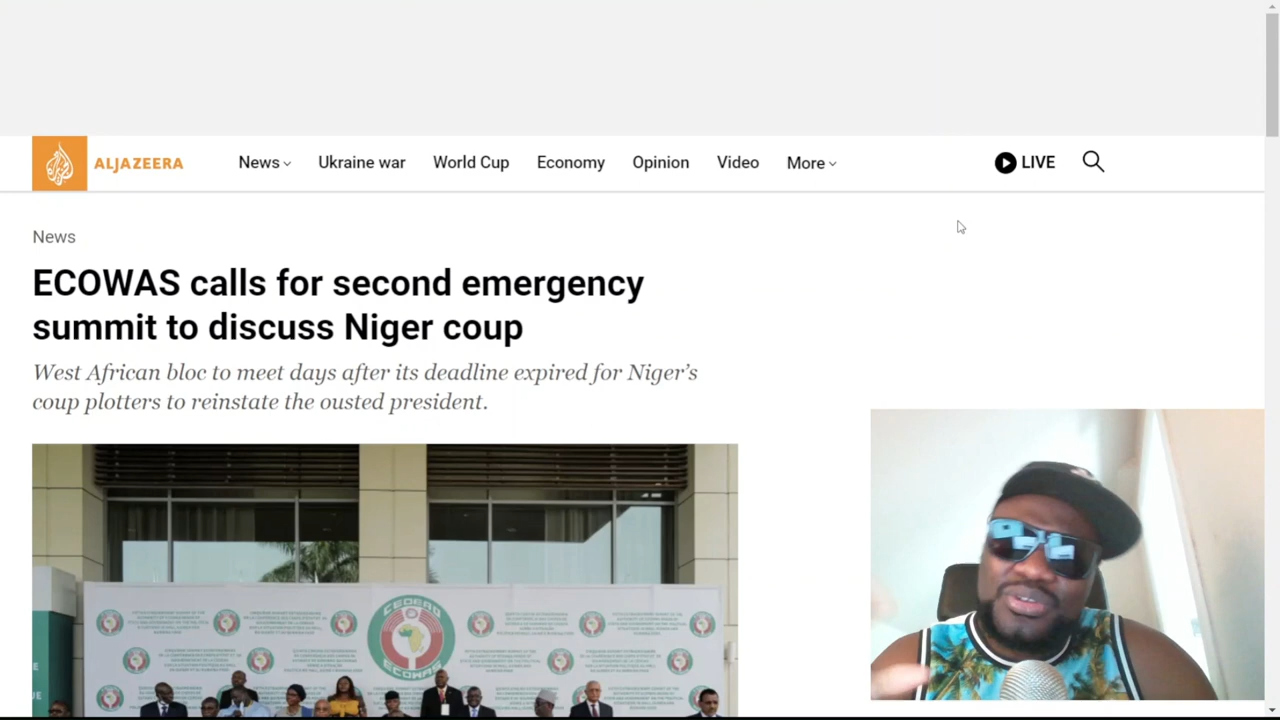 ALJAZEERA
News
Ukraine war
World Cup
Economy
Opinion
Video
More
LIVE
News
ECOWAS calls for second emergency
summit to discuss Niger coup
West African bloc to meet days after its deadline expired for Niger’s
coup plotters to reinstate the ousted president.
CEDEAO
ECOWAS